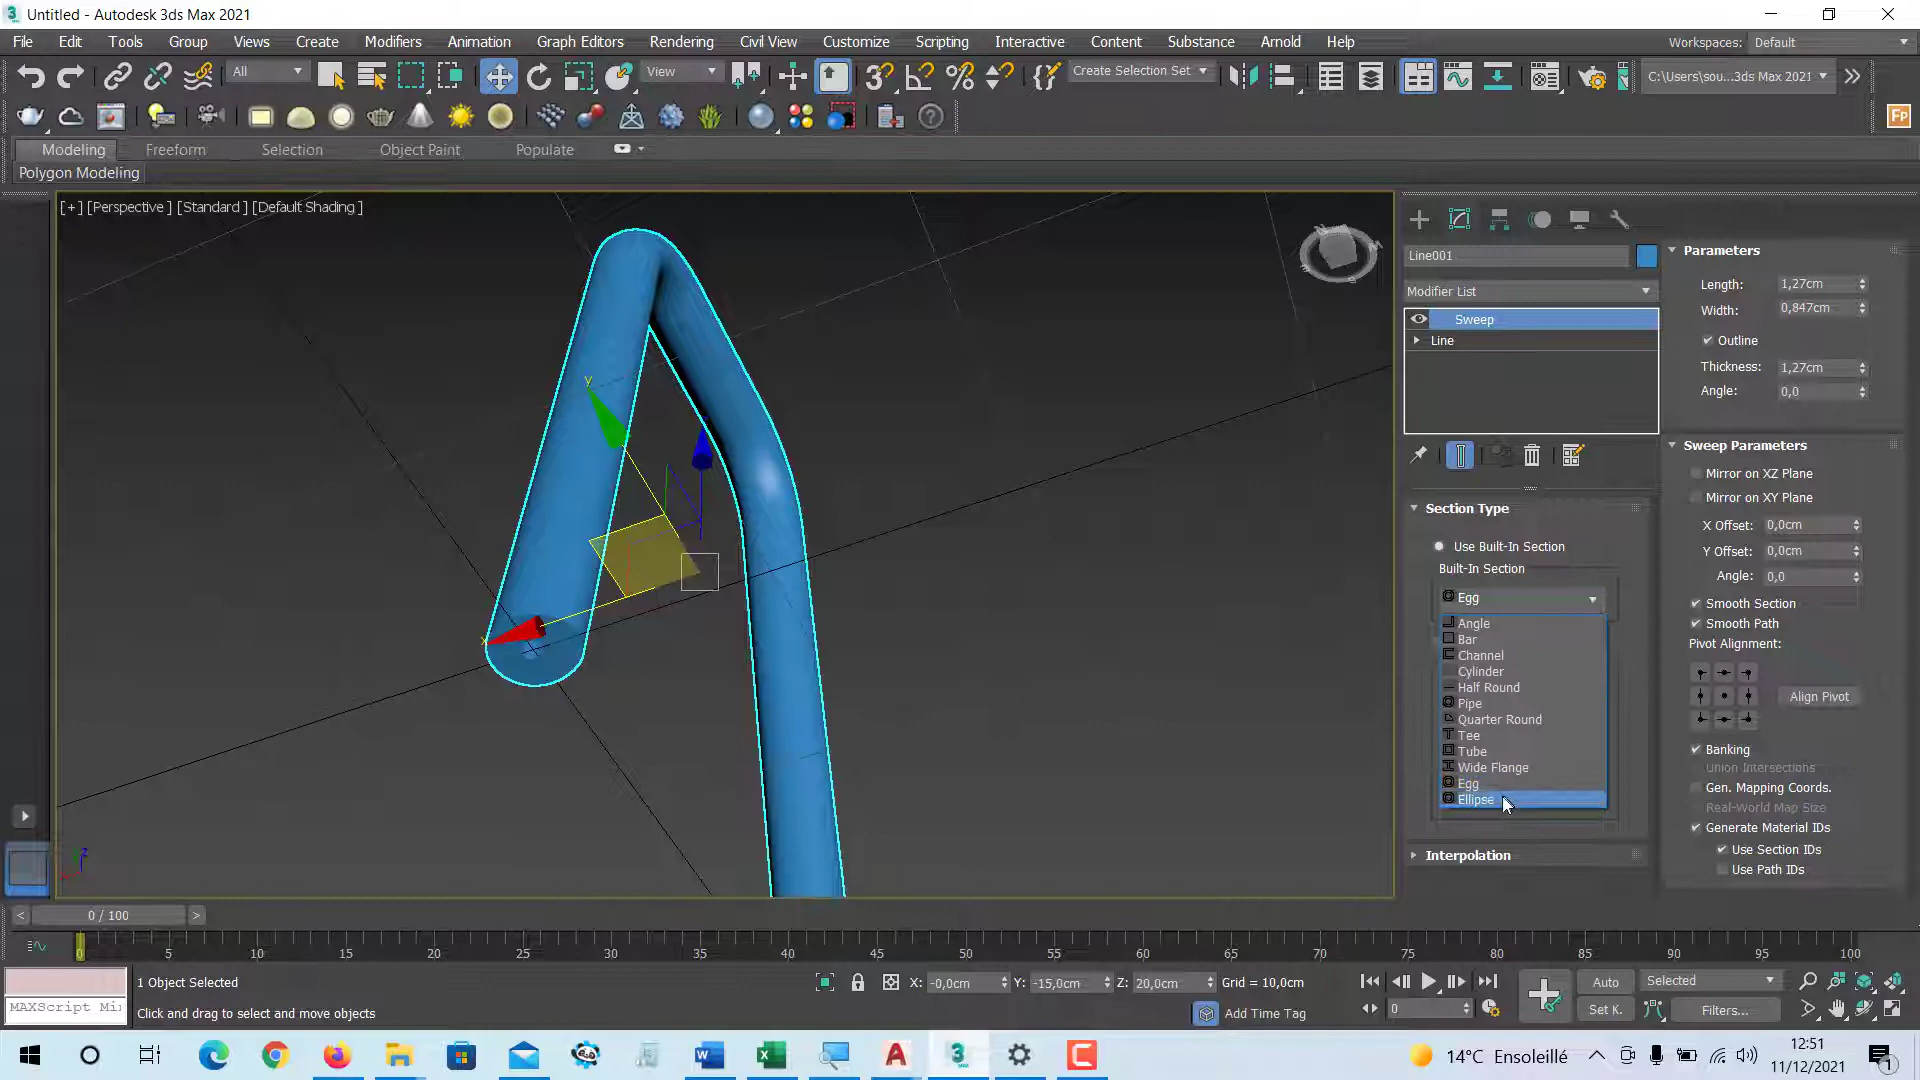 Untitled - Autodesk 3ds Max 2021
File Edit Tools Group Views Create Modifiers Animation Graph Editors Rendering Civil View Customize Scripting Interactive Content Substance Arnold Help Workspaces: Default
All View Create Selection Set C:\Users\sou...3ds Max 2021
Modeling Freeform Selection Object Paint Populate
Polygon Modeling
[+] [Perspective ] [Standard ] [Default Shading ]
Line001
Modifier List
Sweep
Line
Section Type
Use Built-In Section
Built-In Section
Egg
Angle
Bar
Channel
Cylinder
Half Round
Pipe
Quarter Round
Tee
Tube
Wide Flange
Egg
Ellipse
Interpolation
Parameters
Length: 1,27cm
Width: 0,847cm
Outline
Thickness: 1,27cm
Angle: 0,0
Sweep Parameters
Mirror on XZ Plane
Mirror on XY Plane
X Offset: 0,0cm
Y Offset: 0,0cm
Angle: 0,0
Smooth Section
Smooth Path
Pivot Alignment:
Align Pivot
Banking
Union Intersections
Gen. Mapping Coords.
Real-World Map Size
Generate Material IDs
Use Section IDs
Use Path IDs
y
x
z
< 0 / 100 >
0 5 10 15 20 25 30 35 40 45 50 55 60 65 70 75 80 85 90 95 100
1 Object Selected X: -0,0cm Y: -15,0cm Z: 20,0cm Grid = 10,0cm Auto Selected
MAXScript Mi Click and drag to select and move objects Add Time Tag 0 Set K. Filters...
14°C Ensoleillé 12:51
11/12/2021
1